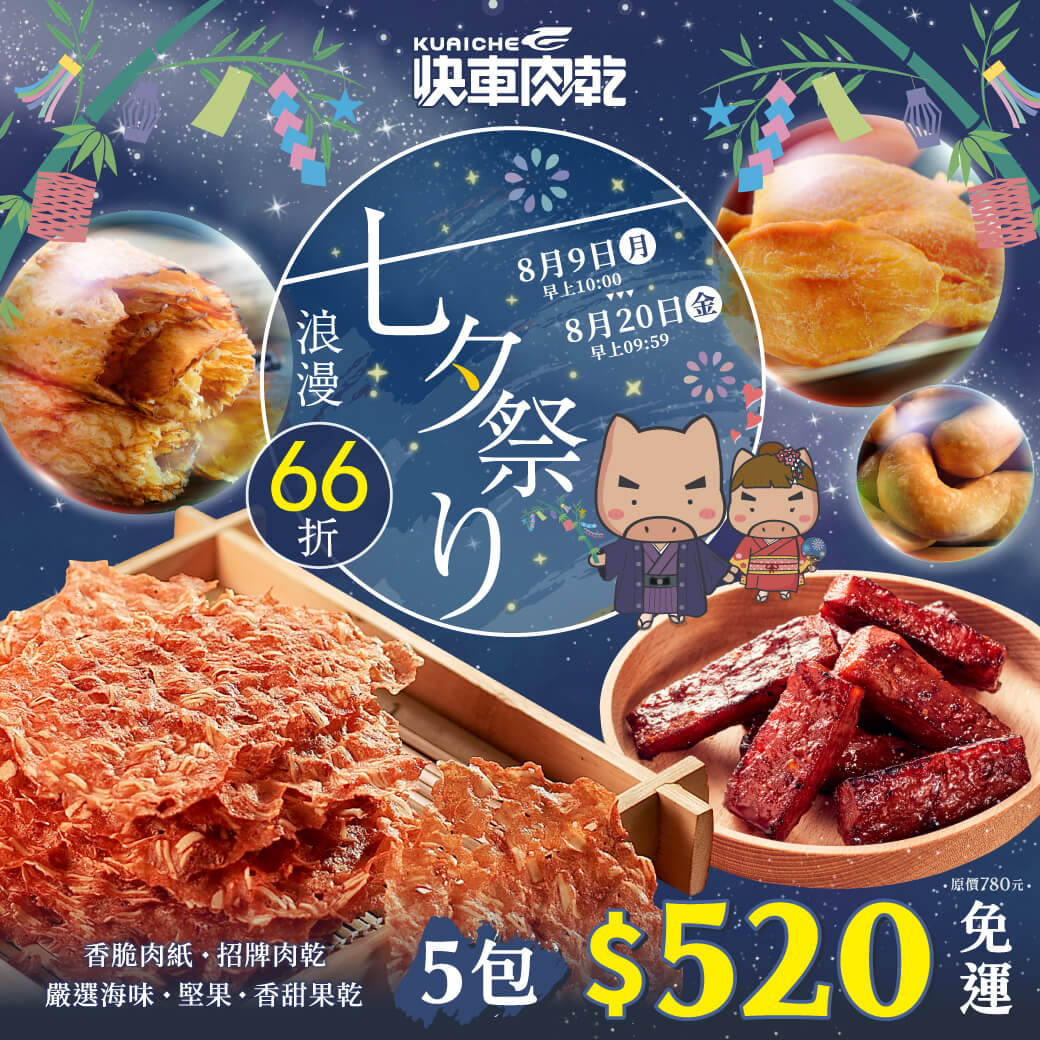 KUAICHE
快車肉乾
七夕祭り
8月9日月
早上10:00
8月20日金
早上09:59
浪漫
66
折
原價780元
香脆肉紙·招牌肉乾
嚴選海味·堅果·香甜果乾
5包
$520
免運